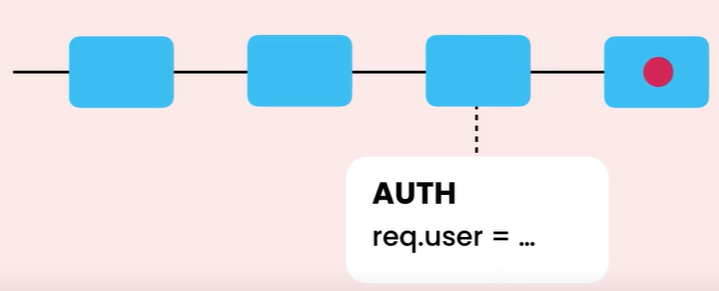 AUTH
req.user = ...